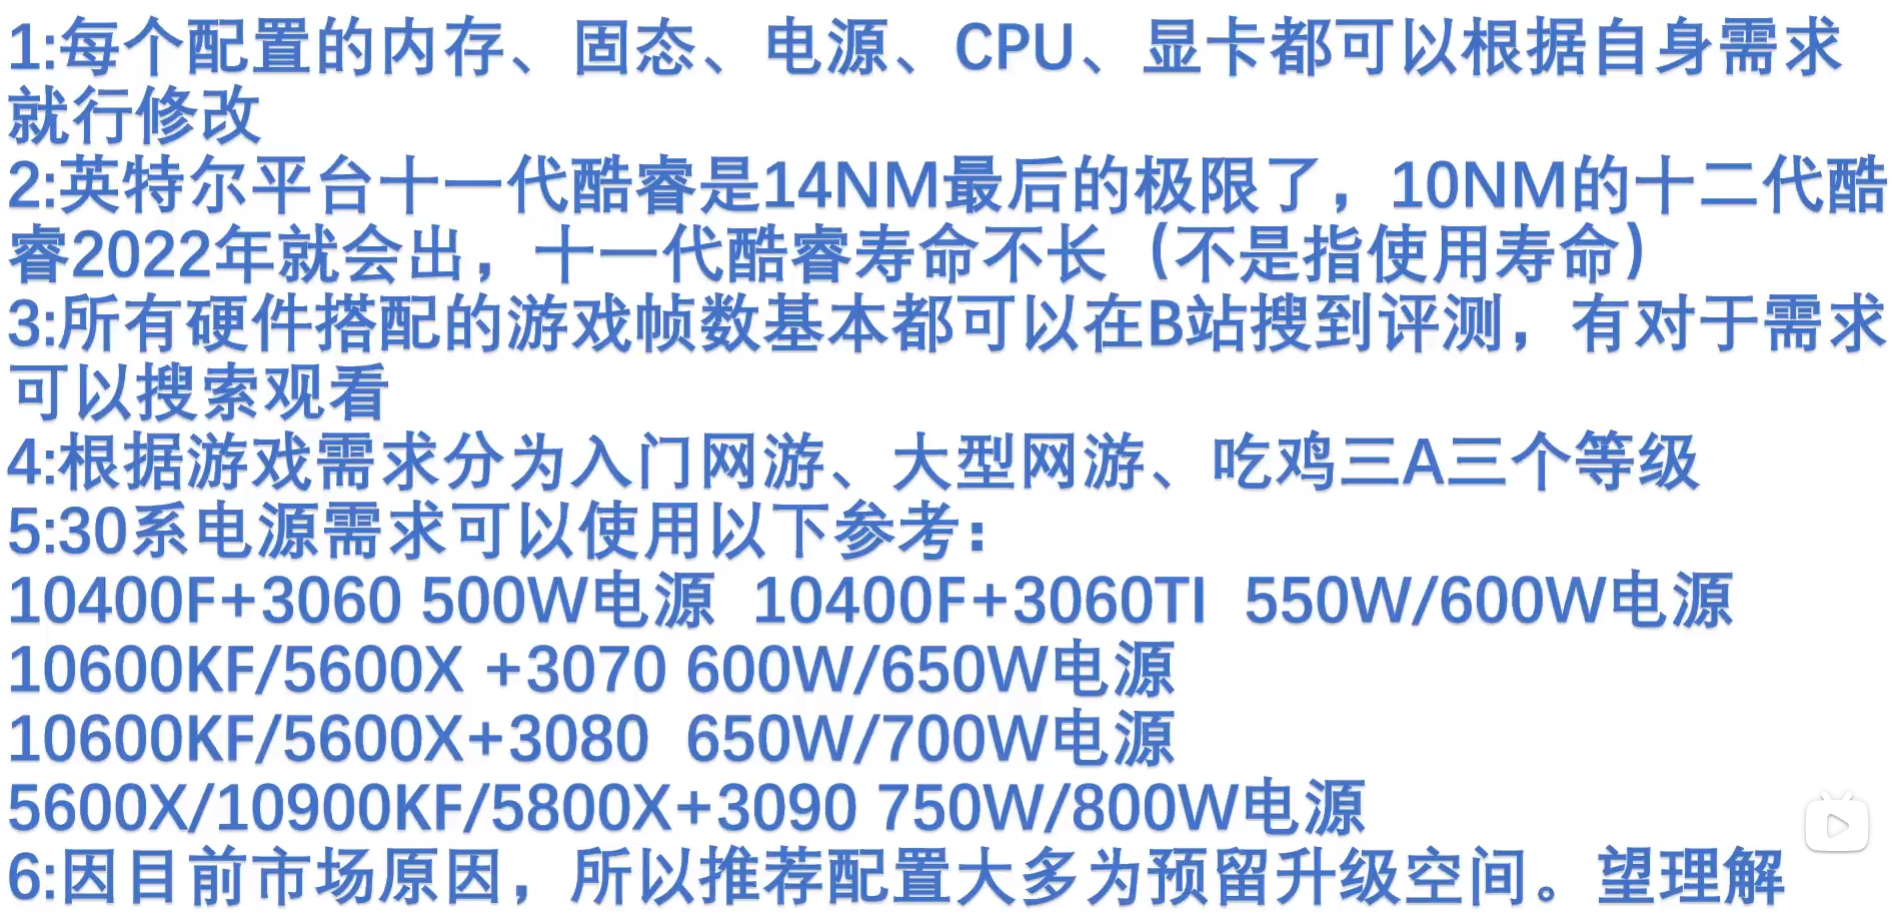 1:每个配置的内存、固态、电源、CPU、显卡都可以根据自身需求
就行修改
2:英特尔平台十一代酷睿是14NM最后的极限了，10NM的十二代酷
睿2022年就会出，十一代酷睿寿命不长（不是指使用寿命）
3:所有硬件搭配的游戏帧数基本都可以在B站搜到评测，有对于需求
可以搜索观看
4:根据游戏需求分为入门网游、大型网游、吃鸡三A三个等级
5:30系电源需求可以使用以下参考：
10400F+3060 500W电源  10400F+3060TI  550W/600W电源
10600KF/5600X +3070 600W/650W电源
10600KF/5600X+3080  650W/700W电源
5600X/10900KF/5800X+3090 750W/800W电源
6:因目前市场原因，所以推荐配置大多为预留升级空间。望理解